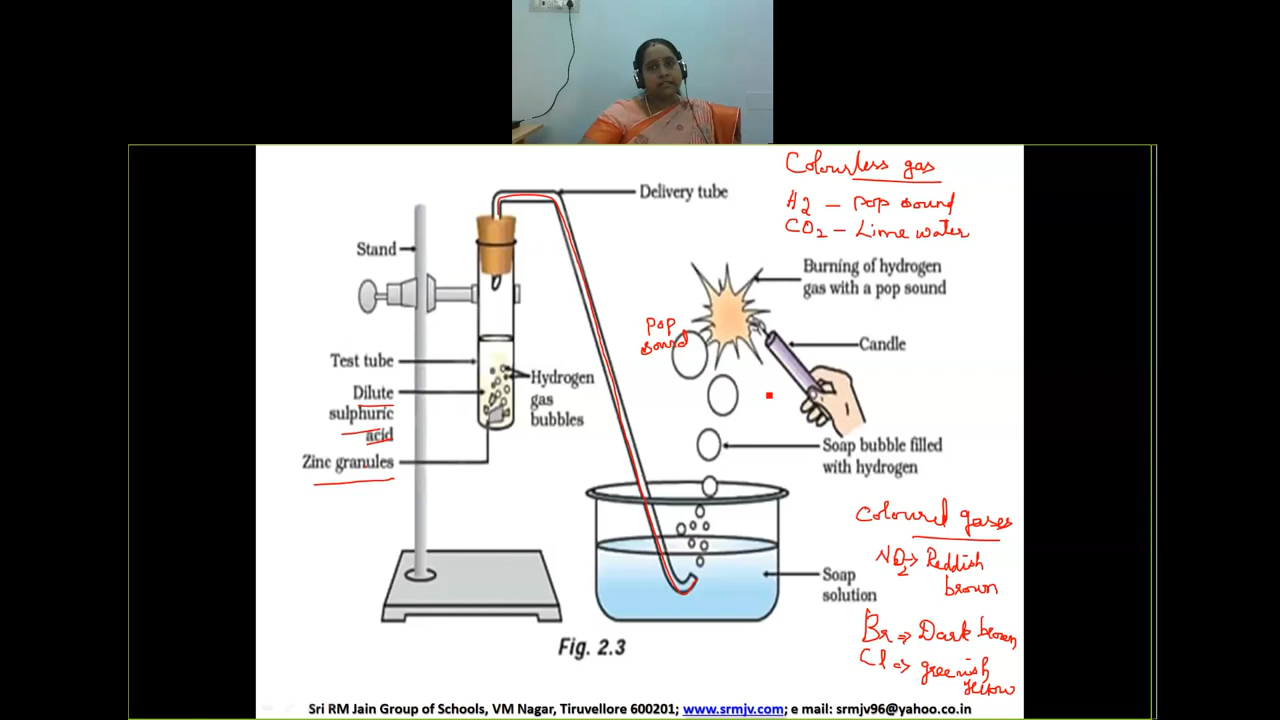 Colourless gas
H2 – Pop sound
CO2 – Lime water
Delivery tube
Stand
Burning of hydrogen
gas with a pop sound
Pop
sound
Candle
Test tube
Dilute
sulphuric
acid
Hydrogen
gas
bubbles
Zinc granules
Soap bubble filled
with hydrogen
Coloured gases
NO2 → Reddish
brown
Soap
solution
Br ⇒ Dark brown
Cl ⇒ greenish
yellow
Fig. 2.3
Sri RM Jain Group of Schools, VM Nagar, Tiruvellore 600201; www.srmjv.com; e mail: srmjv96@yahoo.co.in